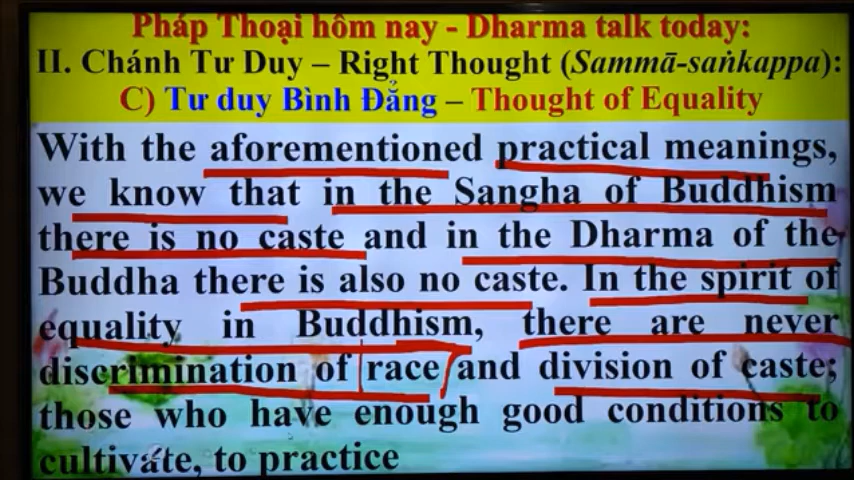 Pháp Thoại hôm nay - Dharma talk today:
II. Chánh Tư Duy – Right Thought (Sammā-saṅkappa):
C) Tư duy Bình Đẳng – Thought of Equality
With the aforementioned practical meanings,
we know that in the Sangha of Buddhism
there is no caste and in the Dharma of the
Buddha there is also no caste. In the spirit of
equality in Buddhism, there are never
discrimination of race and division of caste;
those who have enough good conditions to
cultivate, to practice